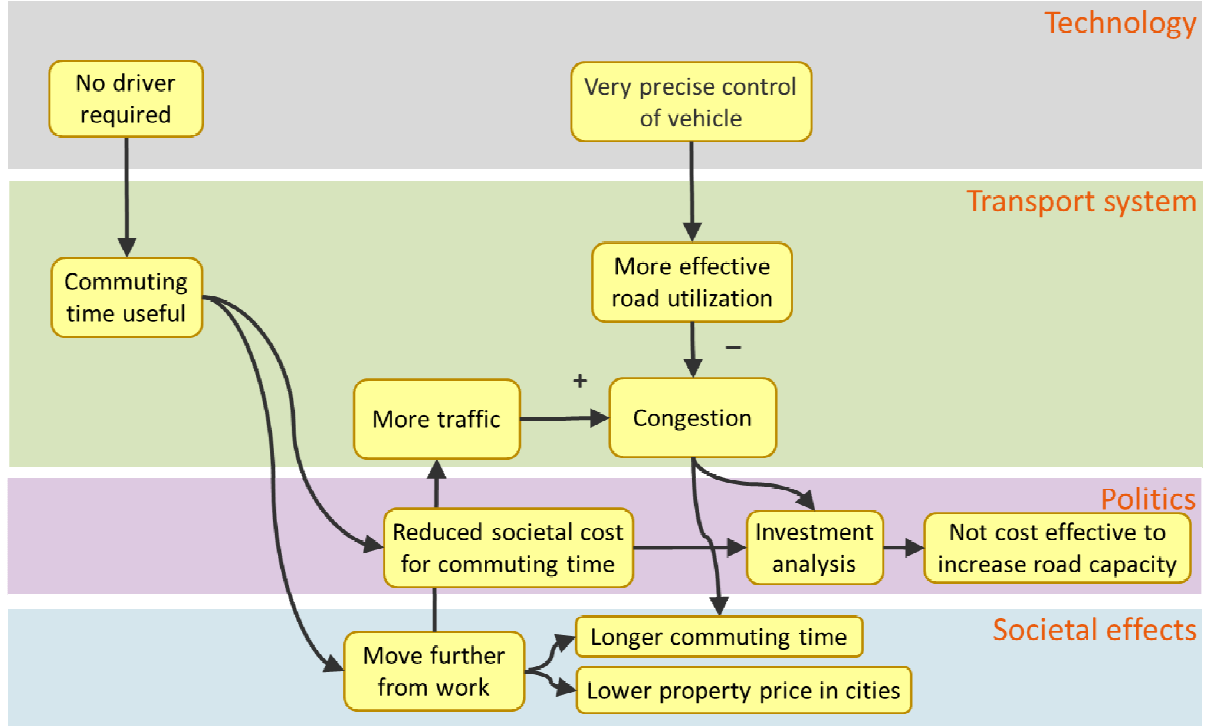 Technology
No driver
required
Very precise control
of vehicle
Transport system
More effective
road utilization
Commuting
time useful
–
+
More traffic
Congestion
Politics
Reduced societal cost
for commuting time
Investment
analysis
Not cost effective to
increase road capacity
Societal effects
Move further
from work
Longer commuting time
Lower property price in cities